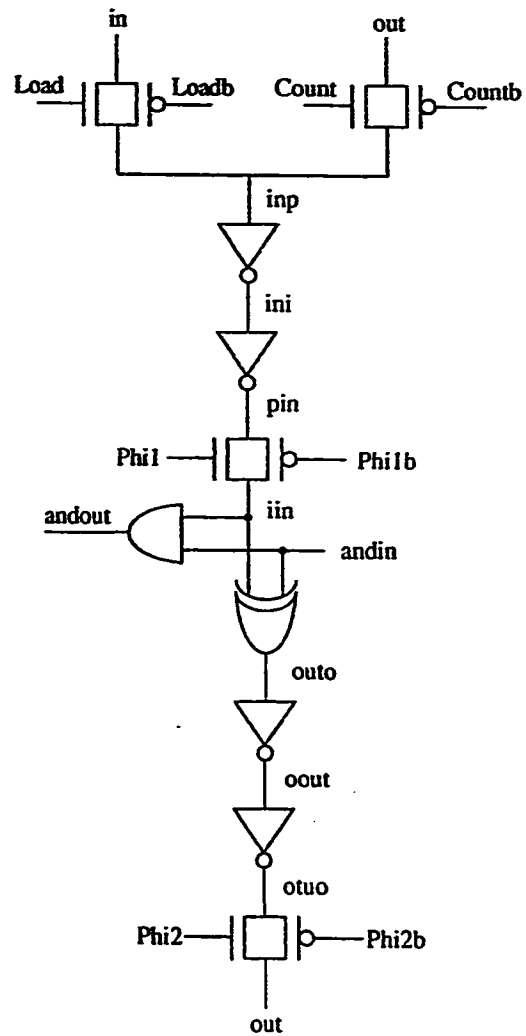 in
out
Load
Loadb
Count
Countb
inp
ini
pin
Phi1
Phi1b
iin
andout
andin
outo
oout
otuo
Phi2
Phi2b
out